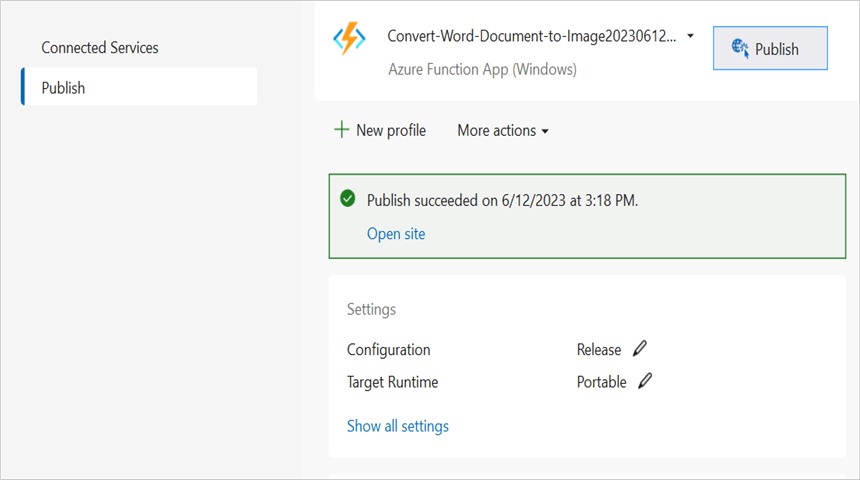 Connected Services
Publish
Convert-Word-Document-to-Image20230612...
Azure Function App (Windows)
Publish
New profile
More actions
Publish succeeded on 6/12/2023 at 3:18 PM.
Open site
Settings
Configuration Release
Target Runtime Portable
Show all settings